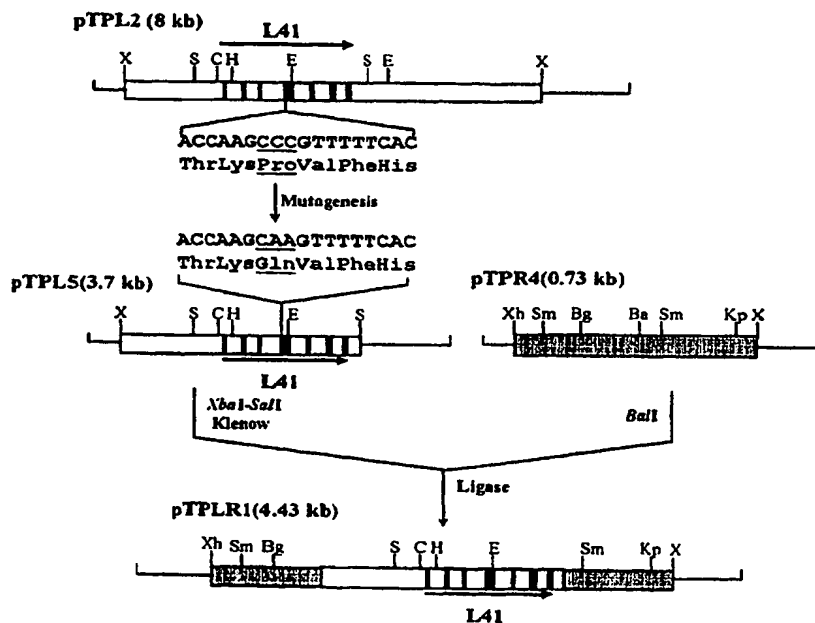 pTPL2 (8 kb)
L41
X S C H E S E X
ACCAAGCCCGTTTTTCAC
ThrLysProValPheHis
Mutagenesis
ACCAAGCAAGTTTTTCAC
ThrLysGlnValPheHis
pTPL5(3.7 kb)
pTPR4(0.73 kb)
X S C H E S
Xh Sm Bg Ba Sm Kp X
L41
XbaI-SalI
Klenow
BalI
Ligase
pTPLR1(4.43 kb)
Xh Sm Bg S C H E Sm Kp X
L41